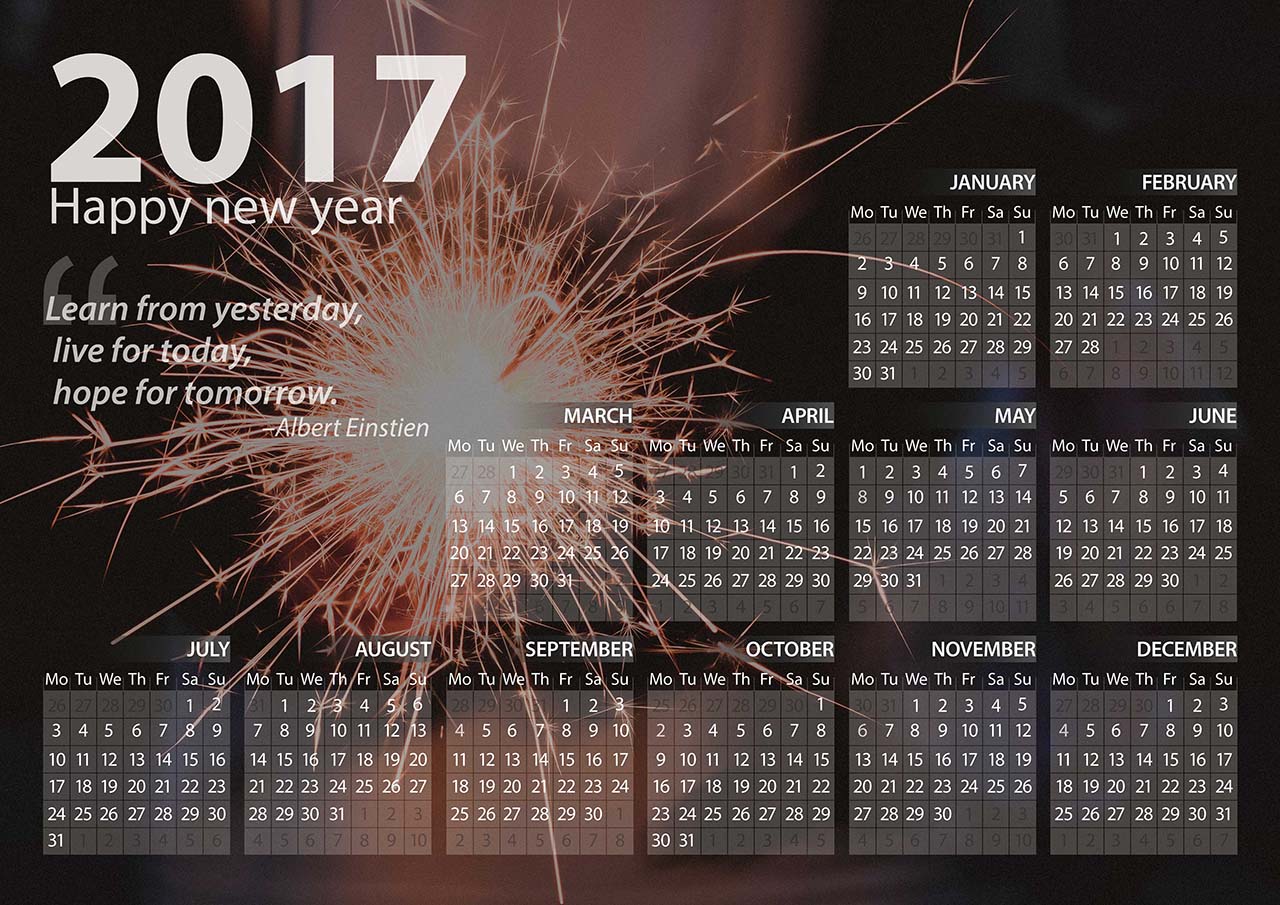 2017
Happy new year
“
Learn from yesterday,
live for today,
hope for tomorrow.
-Albert Einstien
JANUARY
Mo Tu We Th Fr Sa Su
26 27 28 29 30 31 1
2 3 4 5 6 7 8
9 10 11 12 13 14 15
16 17 18 19 20 21 22
23 24 25 26 27 28 29
30 31 1 2 3 4 5
FEBRUARY
Mo Tu We Th Fr Sa Su
30 31 1 2 3 4 5
6 7 8 9 10 11 12
13 14 15 16 17 18 19
20 21 22 23 24 25 26
27 28 1 2 3 4 5
6 7 8 9 10 11 12
MARCH
Mo Tu We Th Fr Sa Su
27 28 1 2 3 4 5
6 7 8 9 10 11 12
13 14 15 16 17 18 19
20 21 22 23 24 25 26
27 28 29 30 31
3 4 5 6 7 8 9
APRIL
Mo Tu We Th Fr Sa Su
29 30 31 1 2
3 4 5 6 7 8 9
10 11 12 13 14 15 16
17 18 19 20 21 22 23
24 25 26 27 28 29 30
1 2 3 4 5 6 7
MAY
Mo Tu We Th Fr Sa Su
1 2 3 4 5 6 7
8 9 10 11 12 13 14
15 16 17 18 19 20 21
22 23 24 25 26 27 28
29 30 31 1 2 3 4
5 6 7 8 9 10 11
JUNE
Mo Tu We Th Fr Sa Su
29 30 31 1 2 3 4
5 6 7 8 9 10 11
12 13 14 15 16 17 18
19 20 21 22 23 24 25
26 27 28 29 30 1 2
3 4 5 6 7 8
JULY
Mo Tu We Th Fr Sa Su
26 27 28 29 30 1 2
3 4 5 6 7 8 9
10 11 12 13 14 15 16
17 18 19 20 21 22 23
24 25 26 27 28 29 30
31 1 2 3 4 5 6
AUGUST
Mo Tu We Th Fr Sa Su
31 1 2 3 4 5 6
7 8 9 10 11 12 13
14 15 16 17 18 19 20
21 22 23 24 25 26 27
28 29 30 31 1 2 3
4 5 6 7 8 9 10
SEPTEMBER
Mo Tu We Th Fr Sa Su
28 29 30 31 1 2 3
4 5 6 7 8 9 10
11 12 13 14 15 16 17
18 19 20 21 22 23 24
25 26 27 28 29 30 1
2 3 4 5 6 7 8
OCTOBER
Mo Tu We Th Fr Sa Su
25 26 27 28 29 30 1
2 3 4 5 6 7 8
9 10 11 12 13 14 15
16 17 18 19 20 21 22
23 24 25 26 27 28 29
30 31 1 2 3 4 5
NOVEMBER
Mo Tu We Th Fr Sa Su
30 31 1 2 3 4 5
6 7 8 9 10 11 12
13 14 15 16 17 18 19
20 21 22 23 24 25 26
27 28 29 30 1 2 3
4 5 6 7 8 9 10
DECEMBER
Mo Tu We Th Fr Sa Su
27 28 29 30 1 2 3
4 5 6 7 8 9 10
11 12 13 14 15 16 17
18 19 20 21 22 23 24
25 26 27 28 29 30 31
1 2 3 4 5 6 7